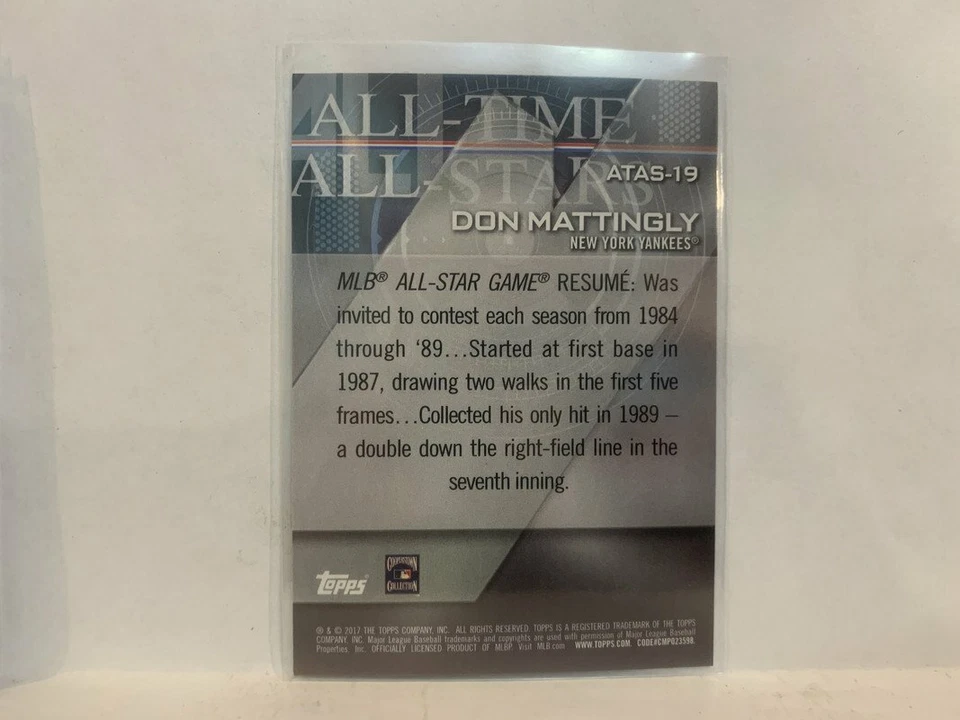 ALL-TIME
ALL-STARS
ATAS-19
DON MATTINGLY
NEW YORK YANKEES®
MLB® ALL-STAR GAME® RESUMÉ: Was
invited to contest each season from 1984
through ‘89...Started at first base in
1987, drawing two walks in the first five
frames...Collected his only hit in 1989 –
a double down the right-field line in the
seventh inning.
topps®
COOPERSTOWN
COLLECTION
® & © 2017 THE TOPPS COMPANY, INC. ALL RIGHTS RESERVED. TOPPS IS A REGISTERED TRADEMARK OF THE TOPPS
COMPANY, INC. Major League Baseball trademarks and copyrights are used with permission of Major League Baseball
Properties, Inc. OFFICIALLY LICENSED PRODUCT OF MLBP. Visit MLB.com WWW.TOPPS.COM. CODE#CMP023598.